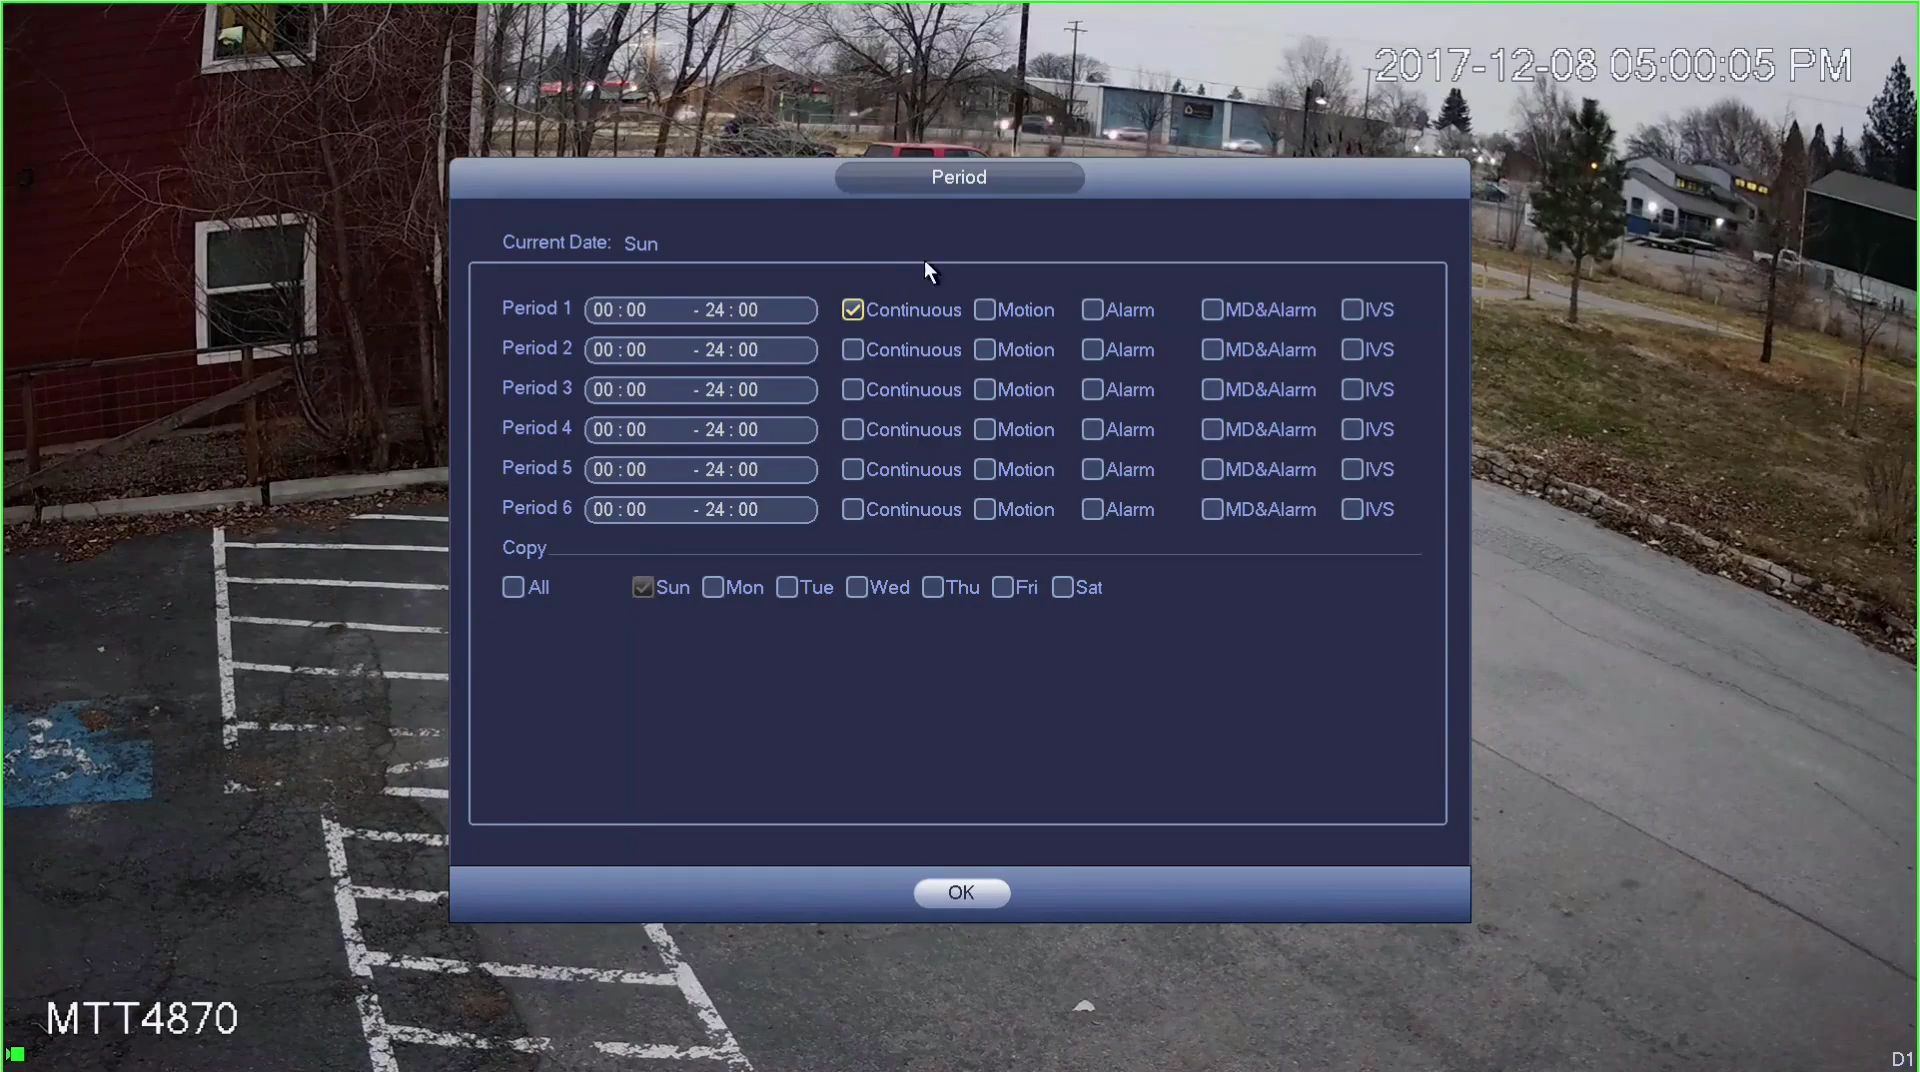 2017-12-08 05:00:05 PM
Period
Current Date: Sun
Period 1 00:00 - 24:00 Continuous Motion Alarm MD&Alarm IVS
Period 2 00:00 - 24:00 Continuous Motion Alarm MD&Alarm IVS
Period 3 00:00 - 24:00 Continuous Motion Alarm MD&Alarm IVS
Period 4 00:00 - 24:00 Continuous Motion Alarm MD&Alarm IVS
Period 5 00:00 - 24:00 Continuous Motion Alarm MD&Alarm IVS
Period 6 00:00 - 24:00 Continuous Motion Alarm MD&Alarm IVS
Copy
All Sun Mon Tue Wed Thu Fri Sat
OK
MTT4870
D1